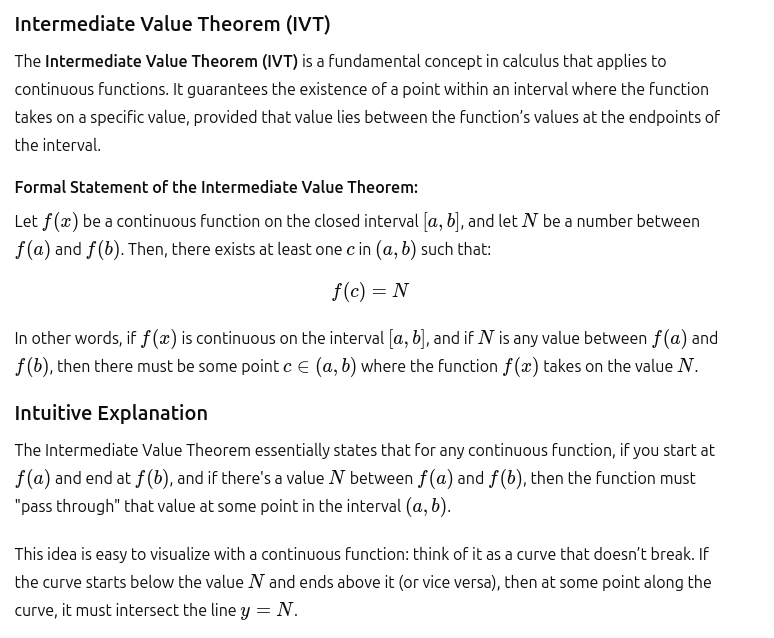 Intermediate Value Theorem (IVT)
The Intermediate Value Theorem (IVT) is a fundamental concept in calculus that applies to
continuous functions. It guarantees the existence of a point within an interval where the function
takes on a specific value, provided that value lies between the function’s values at the endpoints of
the interval.
Formal Statement of the Intermediate Value Theorem:
Let f(x) be a continuous function on the closed interval [a, b], and let N be a number between
f(a) and f(b). Then, there exists at least one c in (a, b) such that:
f(c) = N
In other words, if f(x) is continuous on the interval [a, b], and if N is any value between f(a) and
f(b), then there must be some point c ∈ (a, b) where the function f(x) takes on the value N.
Intuitive Explanation
The Intermediate Value Theorem essentially states that for any continuous function, if you start at
f(a) and end at f(b), and if there's a value N between f(a) and f(b), then the function must
"pass through" that value at some point in the interval (a, b).
This idea is easy to visualize with a continuous function: think of it as a curve that doesn’t break. If
the curve starts below the value N and ends above it (or vice versa), then at some point along the
curve, it must intersect the line y = N.